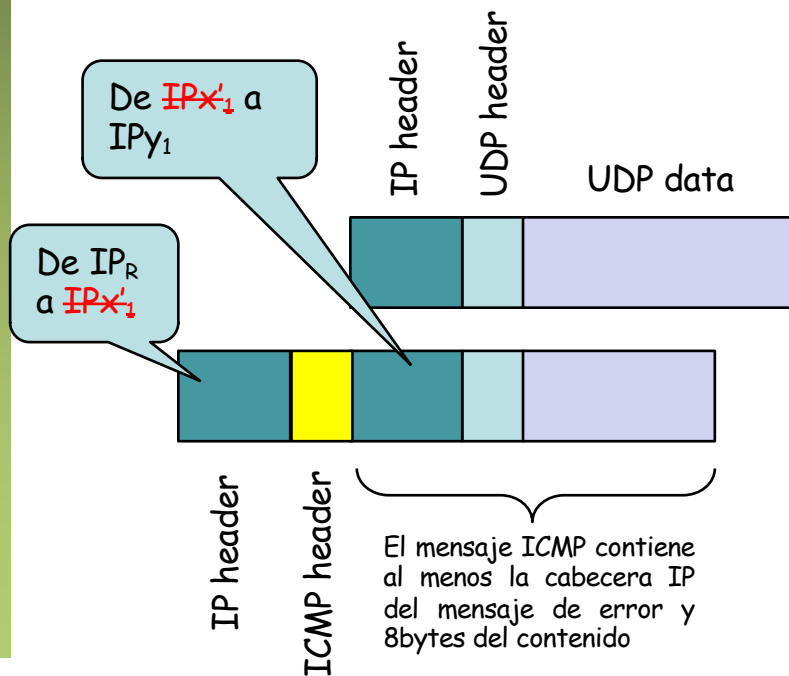 De IPx'₁ a
IPy₁
IP header
UDP header
UDP data
De IP_R
a IPx'₁
IP header
ICMP header
El mensaje ICMP contiene
al menos la cabecera IP
del mensaje de error y
8bytes del contenido